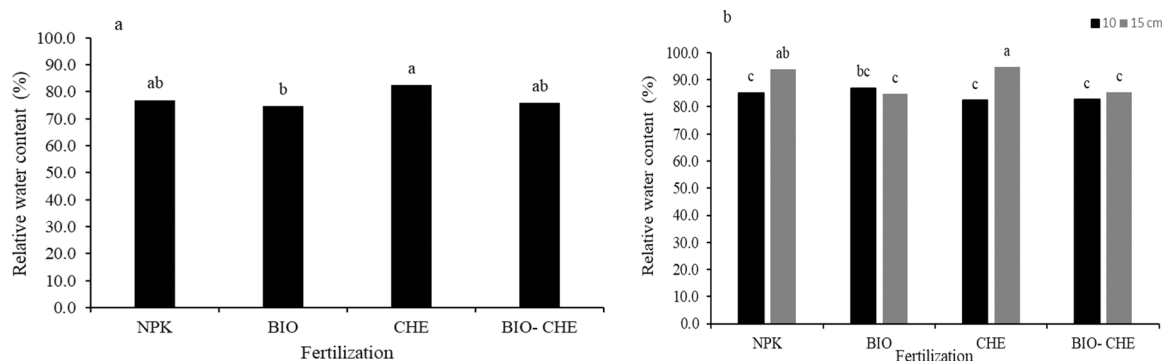 a
Relative water content (%)
100.0
90.0
80.0
70.0
60.0
50.0
40.0
30.0
20.0
10.0
0.0
ab
b
a
ab
NPK BIO CHE BIO- CHE
Fertilization
b
10 15 cm
Relative water content (%)
100.0
90.0
80.0
70.0
60.0
50.0
40.0
30.0
20.0
10.0
0.0
c ab
bc c
c a
c c
NPK BIO CHE BIO- CHE
Fertilization